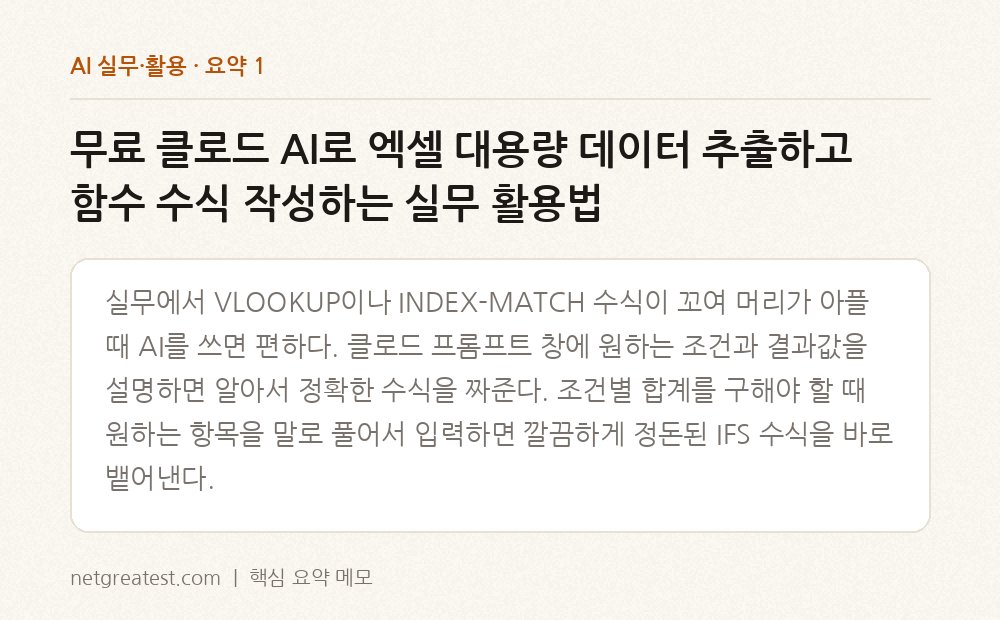 AI 실무·활용 · 요약 1
무료 클로드 AI로 엑셀 대용량 데이터 추출하고
함수 수식 작성하는 실무 활용법
실무에서 VLOOKUP이나 INDEX-MATCH 수식이 꼬여 머리가 아플
때 AI를 쓰면 편하다. 클로드 프롬프트 창에 원하는 조건과 결과값을
설명하면 알아서 정확한 수식을 짜준다. 조건별 합계를 구해야 할 때
원하는 항목을 말로 풀어서 입력하면 깔끔하게 정돈된 IFS 수식을 바로
뱉어낸다.
netgreatest.com | 핵심 요약 메모